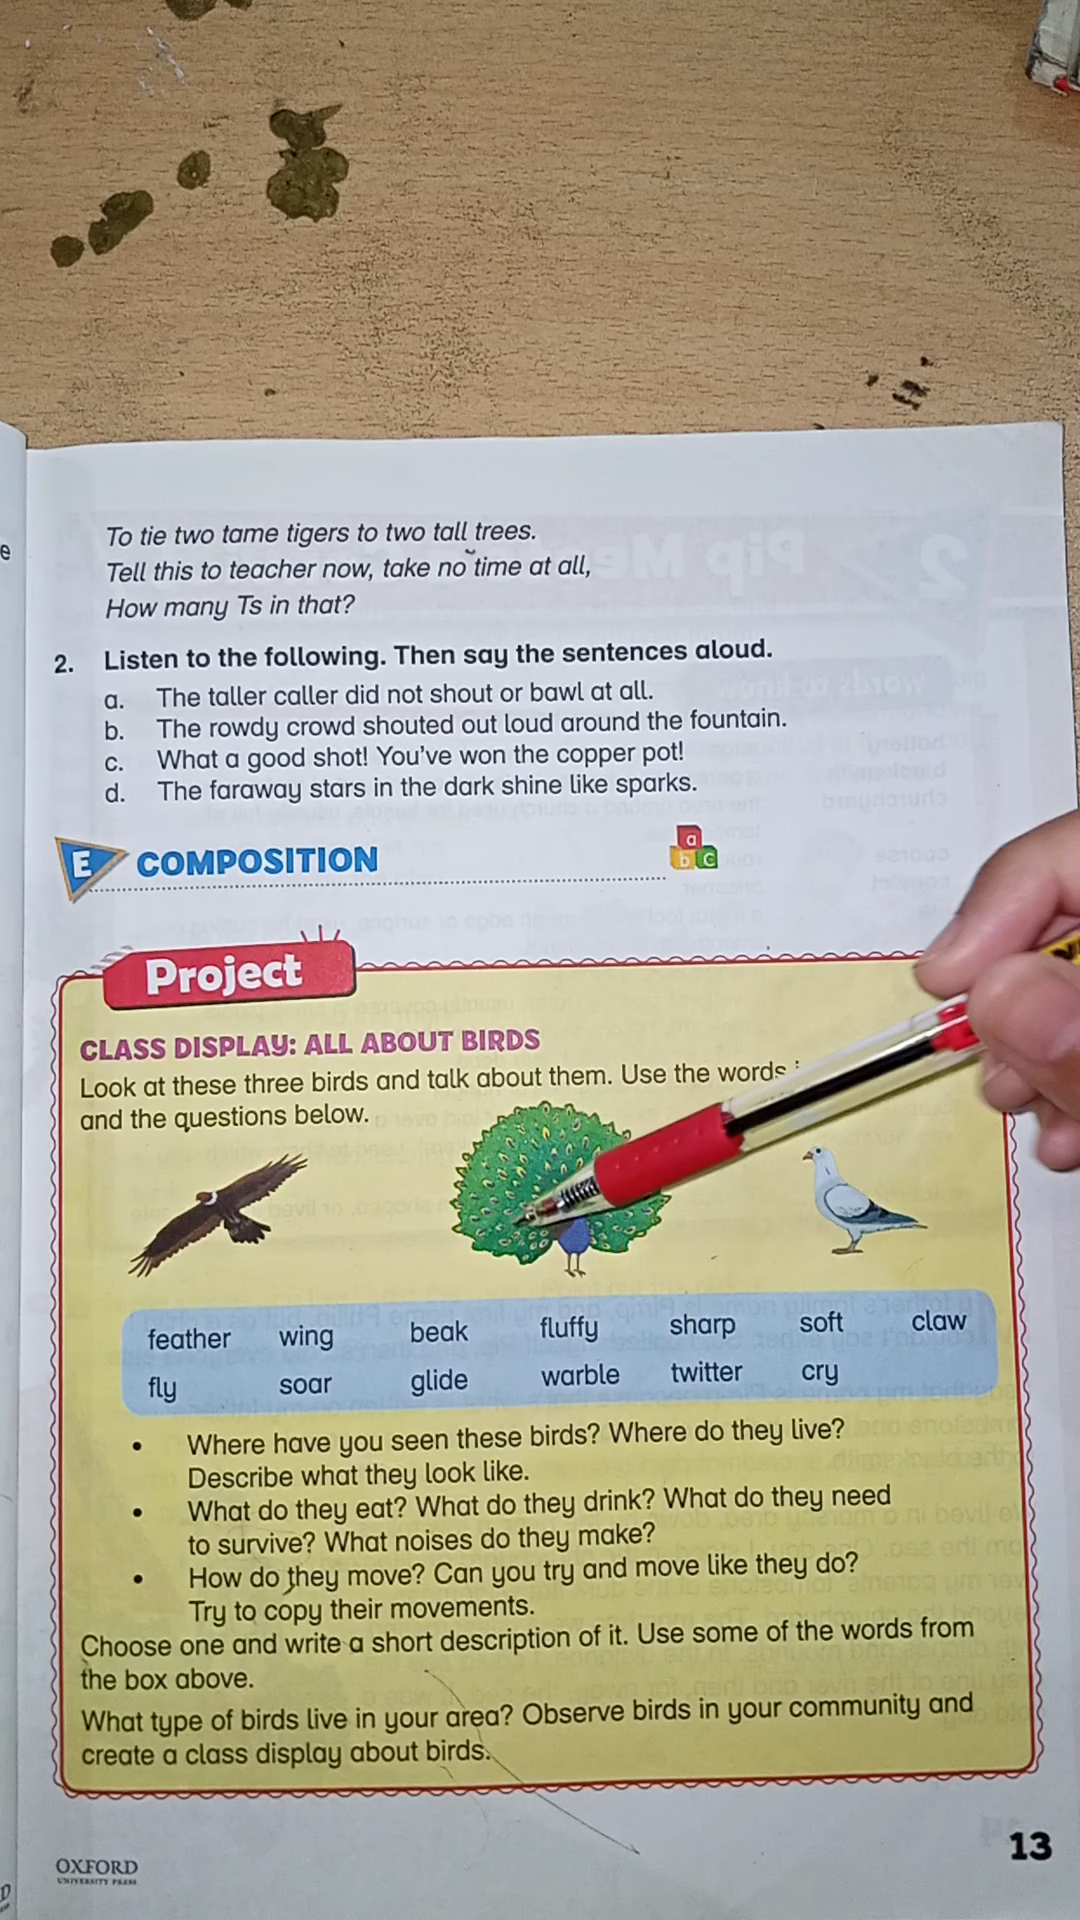 To tie two tame tigers to two tall trees.
Tell this to teacher now, take no time at all,
How many Ts in that?
2. Listen to the following. Then say the sentences aloud.
a. The taller caller did not shout or bawl at all.
b. The rowdy crowd shouted out loud around the fountain.
c. What a good shot! You've won the copper pot!
d. The faraway stars in the dark shine like sparks.
E COMPOSITION
a
b c
Project
CLASS DISPLAY: ALL ABOUT BIRDS
Look at these three birds and talk about them. Use the words
and the questions below.
feather wing beak fluffy sharp soft claw
fly soar glide warble twitter cry
• Where have you seen these birds? Where do they live?
Describe what they look like.
• What do they eat? What do they drink? What do they need
to survive? What noises do they make?
• How do they move? Can you try and move like they do?
Try to copy their movements.
Choose one and write a short description of it. Use some of the words from
the box above.
What type of birds live in your area? Observe birds in your community and
create a class display about birds.
13
OXFORD
UNIVERSITY PRESS